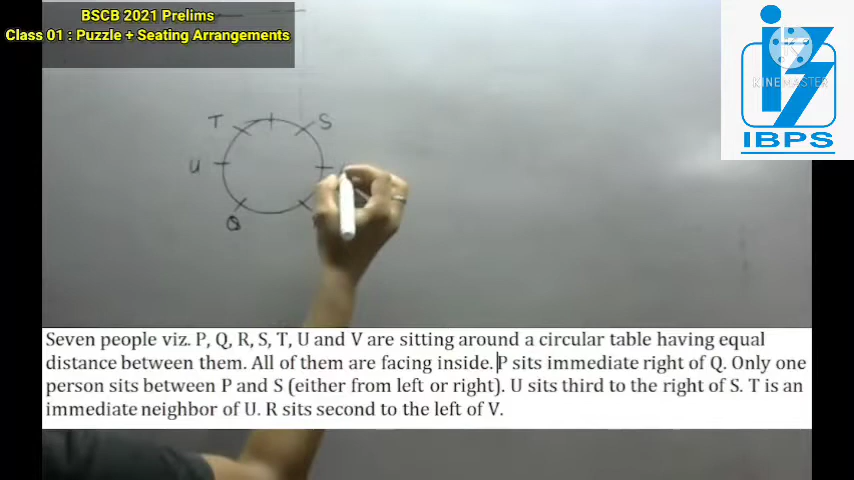 BSCB 2021 Prelims
Class 01 : Puzzle + Seating Arrangements
KINEMASTER
IBPS
T
S
U
Q
Seven people viz. P, Q, R, S, T, U and V are sitting around a circular table having equal
distance between them. All of them are facing inside. P sits immediate right of Q. Only one
person sits between P and S (either from left or right). U sits third to the right of S. T is an
immediate neighbor of U. R sits second to the left of V.